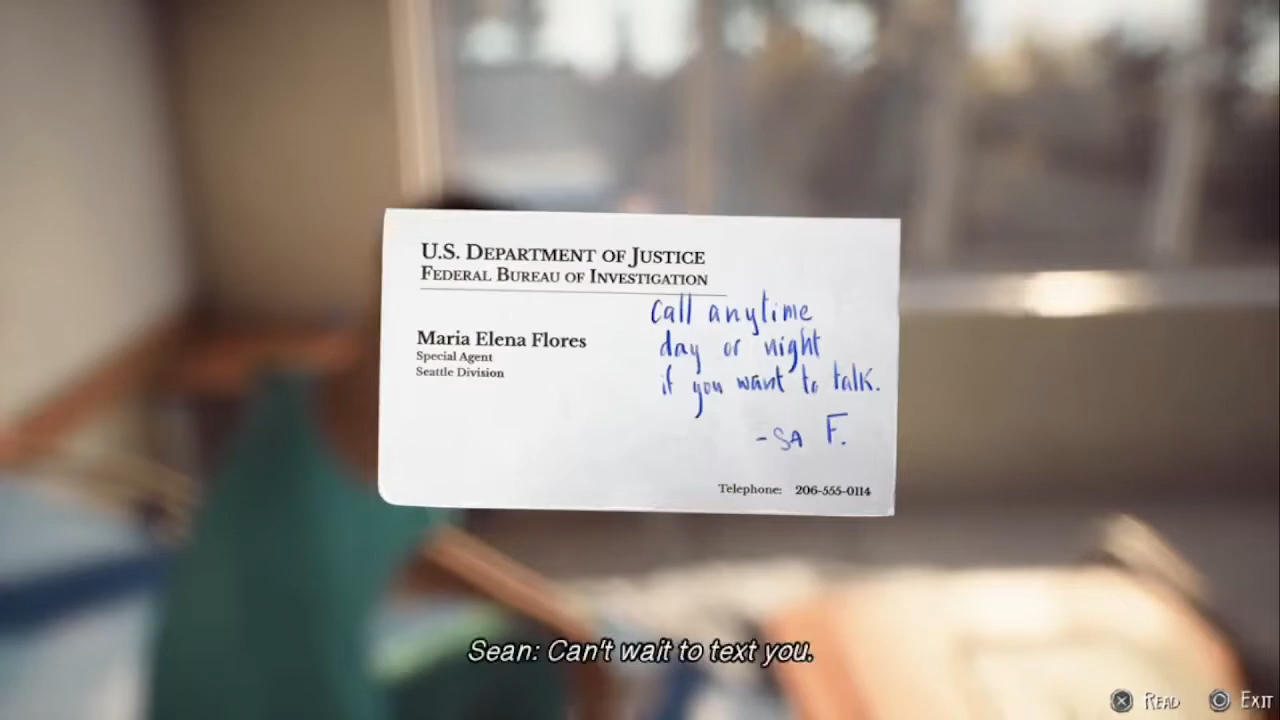 U.S. DEPARTMENT OF JUSTICE
FEDERAL BUREAU OF INVESTIGATION
Maria Elena Flores
Special Agent
Seattle Division
Call anytime
day or night
if you want to talk.
-SA F.
Telephone: 206-555-0114
Sean: Can't wait to text you.
READ EXIT